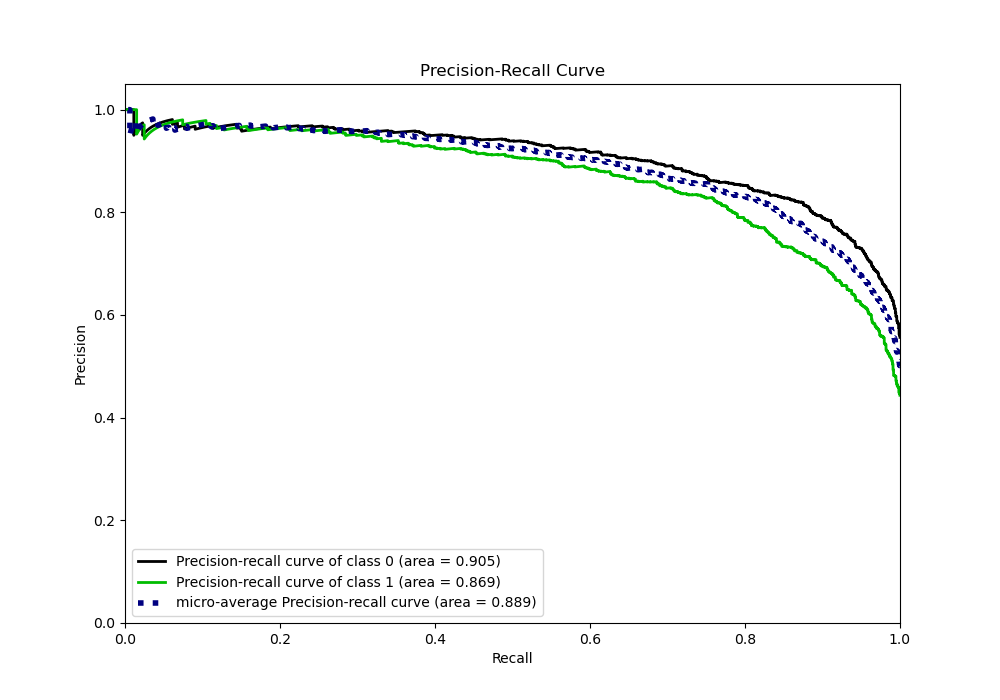 Precision-Recall Curve
1.0
0.8
0.6
0.4
0.2
0.0
Precision
Precision-recall curve of class 0 (area = 0.905)
Precision-recall curve of class 1 (area = 0.869)
micro-average Precision-recall curve (area = 0.889)
0.0 0.2 0.4 0.6 0.8 1.0
Recall